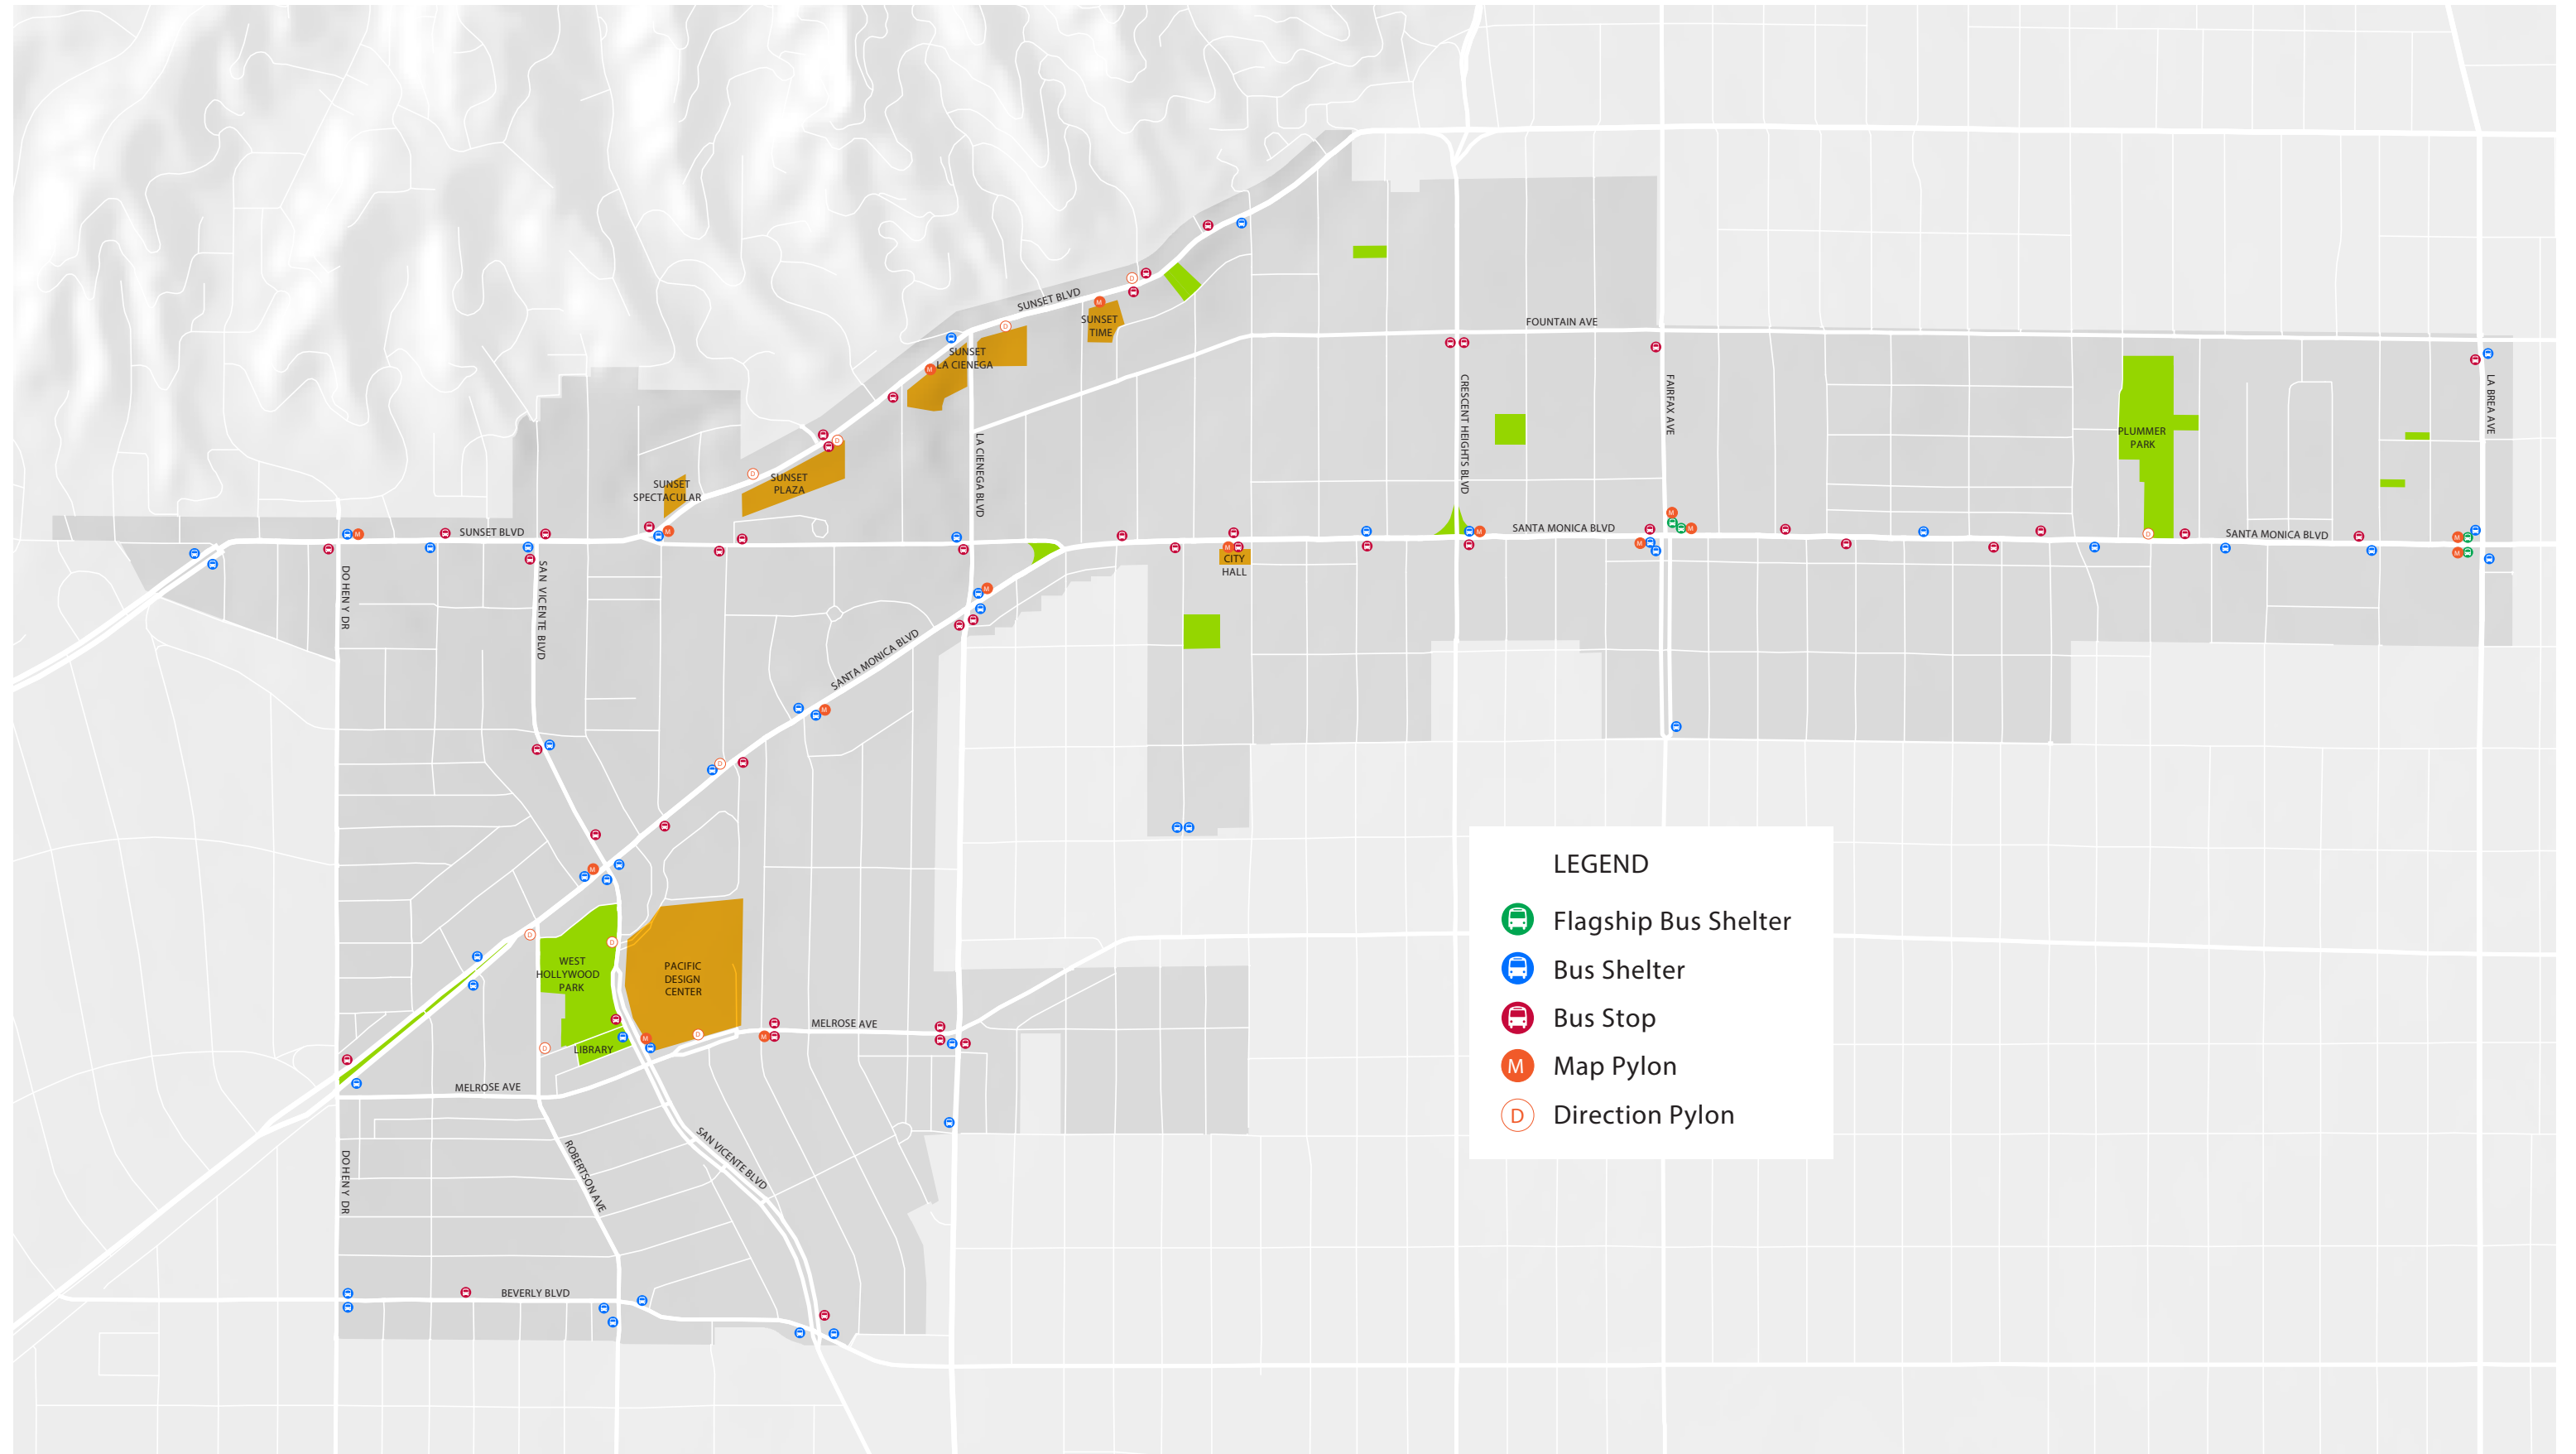 SUNSET BLVD
SUNSET
TIME
FOUNTAIN AVE
SUNSET
LA CIENEGA
LA CIENEGA BLVD
CRESCENT HEIGHTS BLVD
FAIRFAX AVE
LA BREA AVE
PLUMMER
PARK
SUNSET
SPECTACULAR
SUNSET
PLAZA
SUNSET BLVD
SANTA MONICA BLVD
SANTA MONICA BLVD
CITY
HALL
DOHENY DR
SAN VICENTE BLVD
SANTA MONICA BLVD
WEST
HOLLYWOOD
PARK
PACIFIC
DESIGN
CENTER
LIBRARY
MELROSE AVE
MELROSE AVE
DOHENY DR
ROBERTSON AVE
SAN VICENTE BLVD
BEVERLY BLVD
LEGEND
Flagship Bus Shelter
Bus Shelter
Bus Stop
M Map Pylon
D Direction Pylon